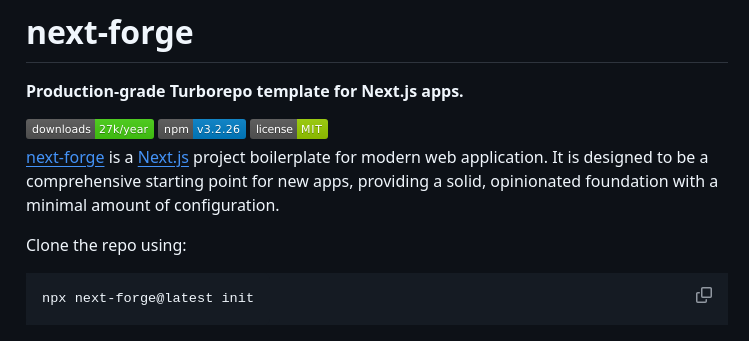 next-forge
Production-grade Turborepo template for Next.js apps.
downloads 27k/year npm v3.2.26 license MIT
next-forge is a Next.js project boilerplate for modern web application. It is designed to be a
comprehensive starting point for new apps, providing a solid, opinionated foundation with a
minimal amount of configuration.
Clone the repo using:
npx next-forge@latest init